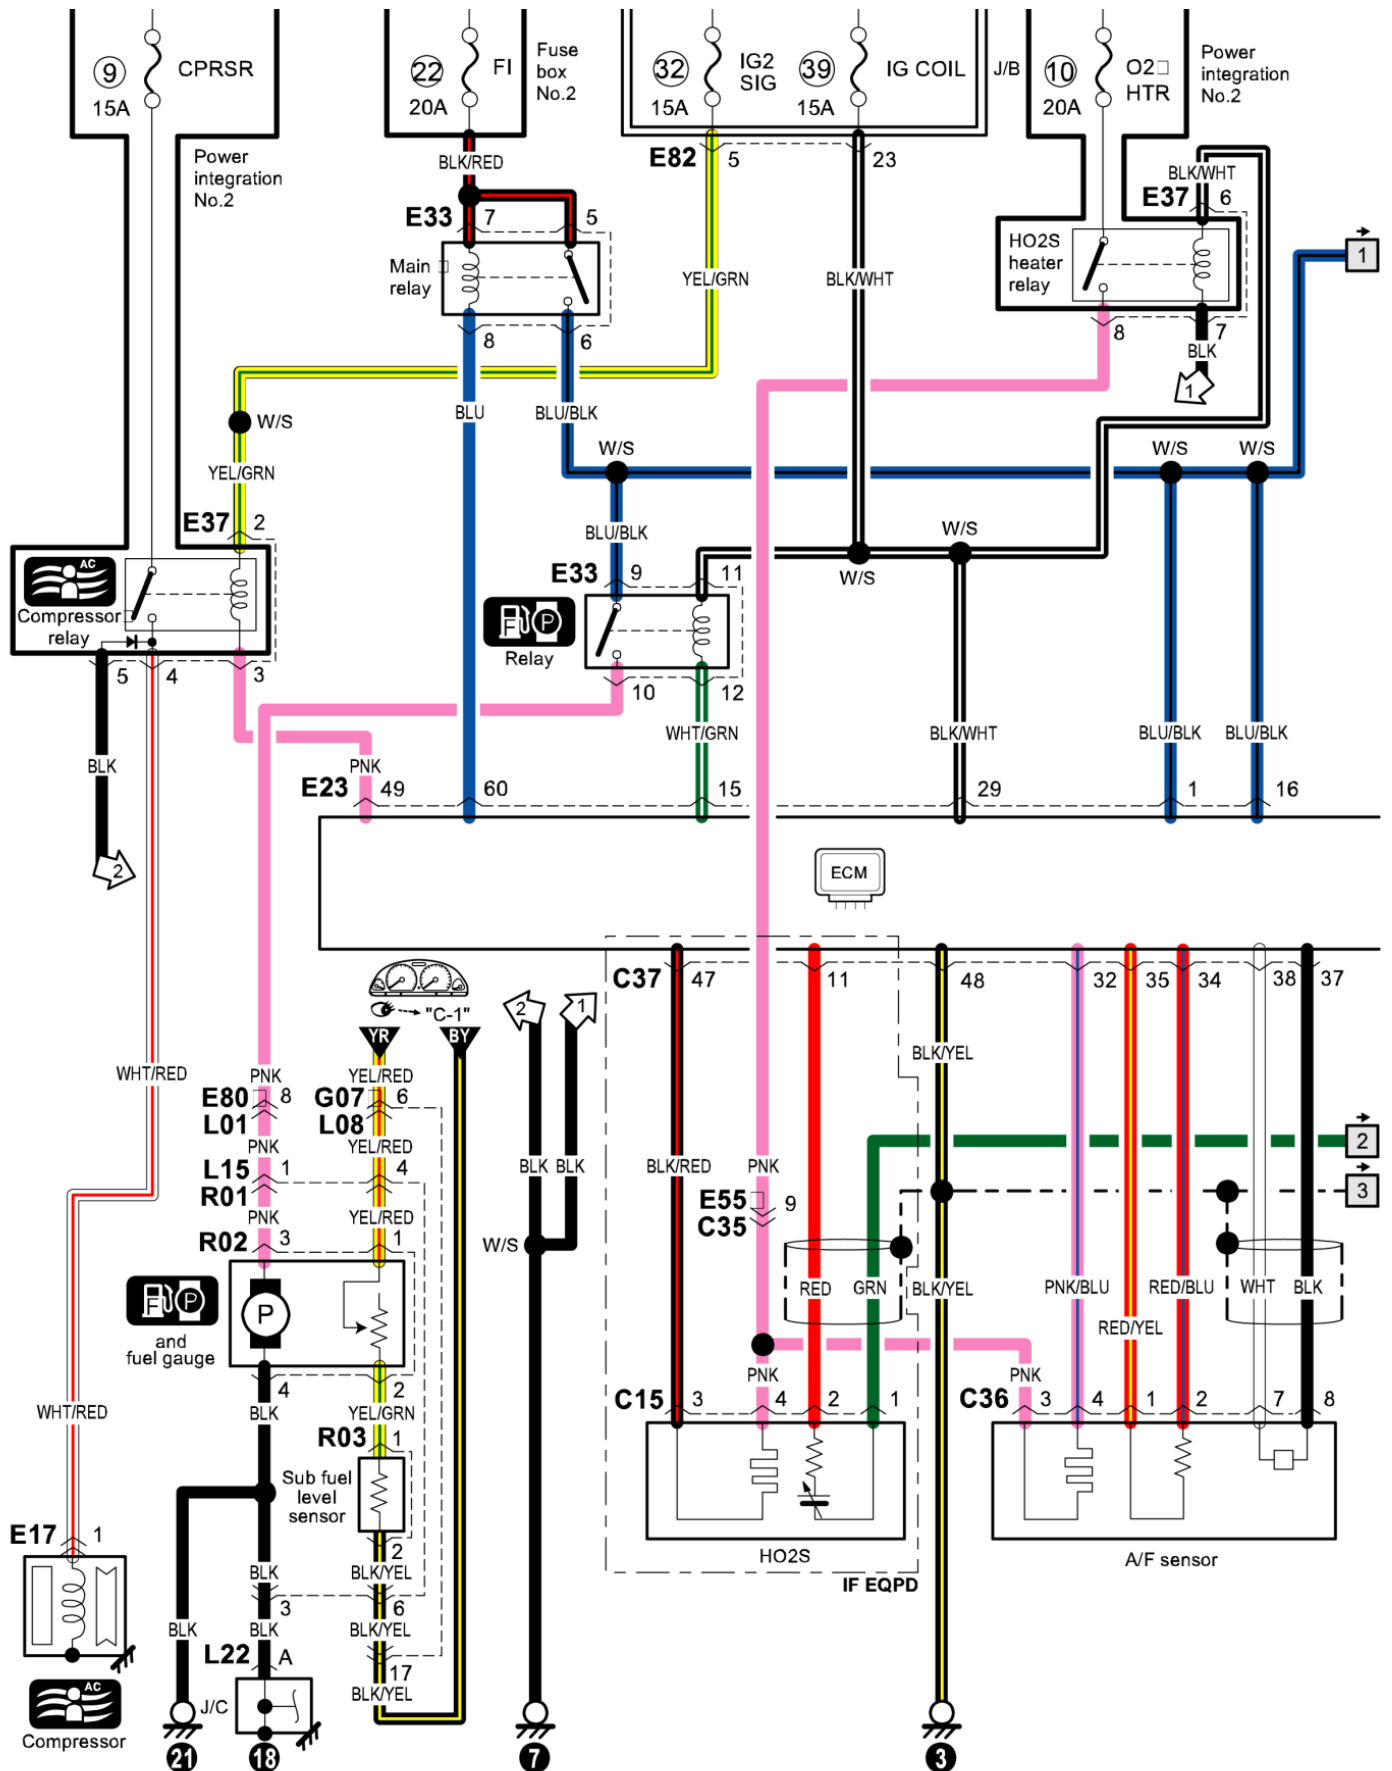 9
CPRSR
15A
Power
integration
No.2
22
FI
20A
Fuse
box
No.2
32
IG2
SIG
15A
39
IG COIL
15A
J/B
10
O2
HTR
20A
Power
integration
No.2
BLK/RED
E82
5
23
BLK/WHT
E37
6
E33
7
5
Main
relay
8
6
YEL/GRN
BLK/WHT
HO2S
heater
relay
8
7
BLK
1
1
W/S
BLU
BLU/BLK
W/S
W/S
W/S
YEL/GRN
E37
2
BLU/BLK
W/S
W/S
E33
9
11
AC
Compressor
relay
F
P
Relay
5
4
3
10
12
WHT/GRN
BLK/WHT
BLU/BLK
BLU/BLK
BLK
PNK
E23
49
60
15
29
1
16
2
ECM
C37
47
11
48
32
35
34
38
37
"C-1"
YR
BY
2
1
WHT/RED
PNK
YEL/RED
BLK/YEL
E80
8
G07
6
L01
L08
PNK
YEL/RED
2
L15
1
4
R01
BLK
BLK
BLK/RED
PNK
E55
9
C35
3
PNK
YEL/RED
R02
3
1
W/S
F
P
and
fuel gauge
P
RED
GRN
BLK/YEL
PNK/BLU
RED/BLU
WHT
BLK
RED/YEL
4
2
PNK
PNK
WHT/RED
BLK
YEL/GRN
C15
3
4
2
1
C36
3
4
1
2
7
8
R03
1
Sub fuel
level
sensor
2
E17
1
HO2S
A/F sensor
BLK
BLK/YEL
IF EQPD
3
6
BLK
BLK
BLK/YEL
L22
A
17
BLK/YEL
J/C
AC
Compressor
21
18
7
3